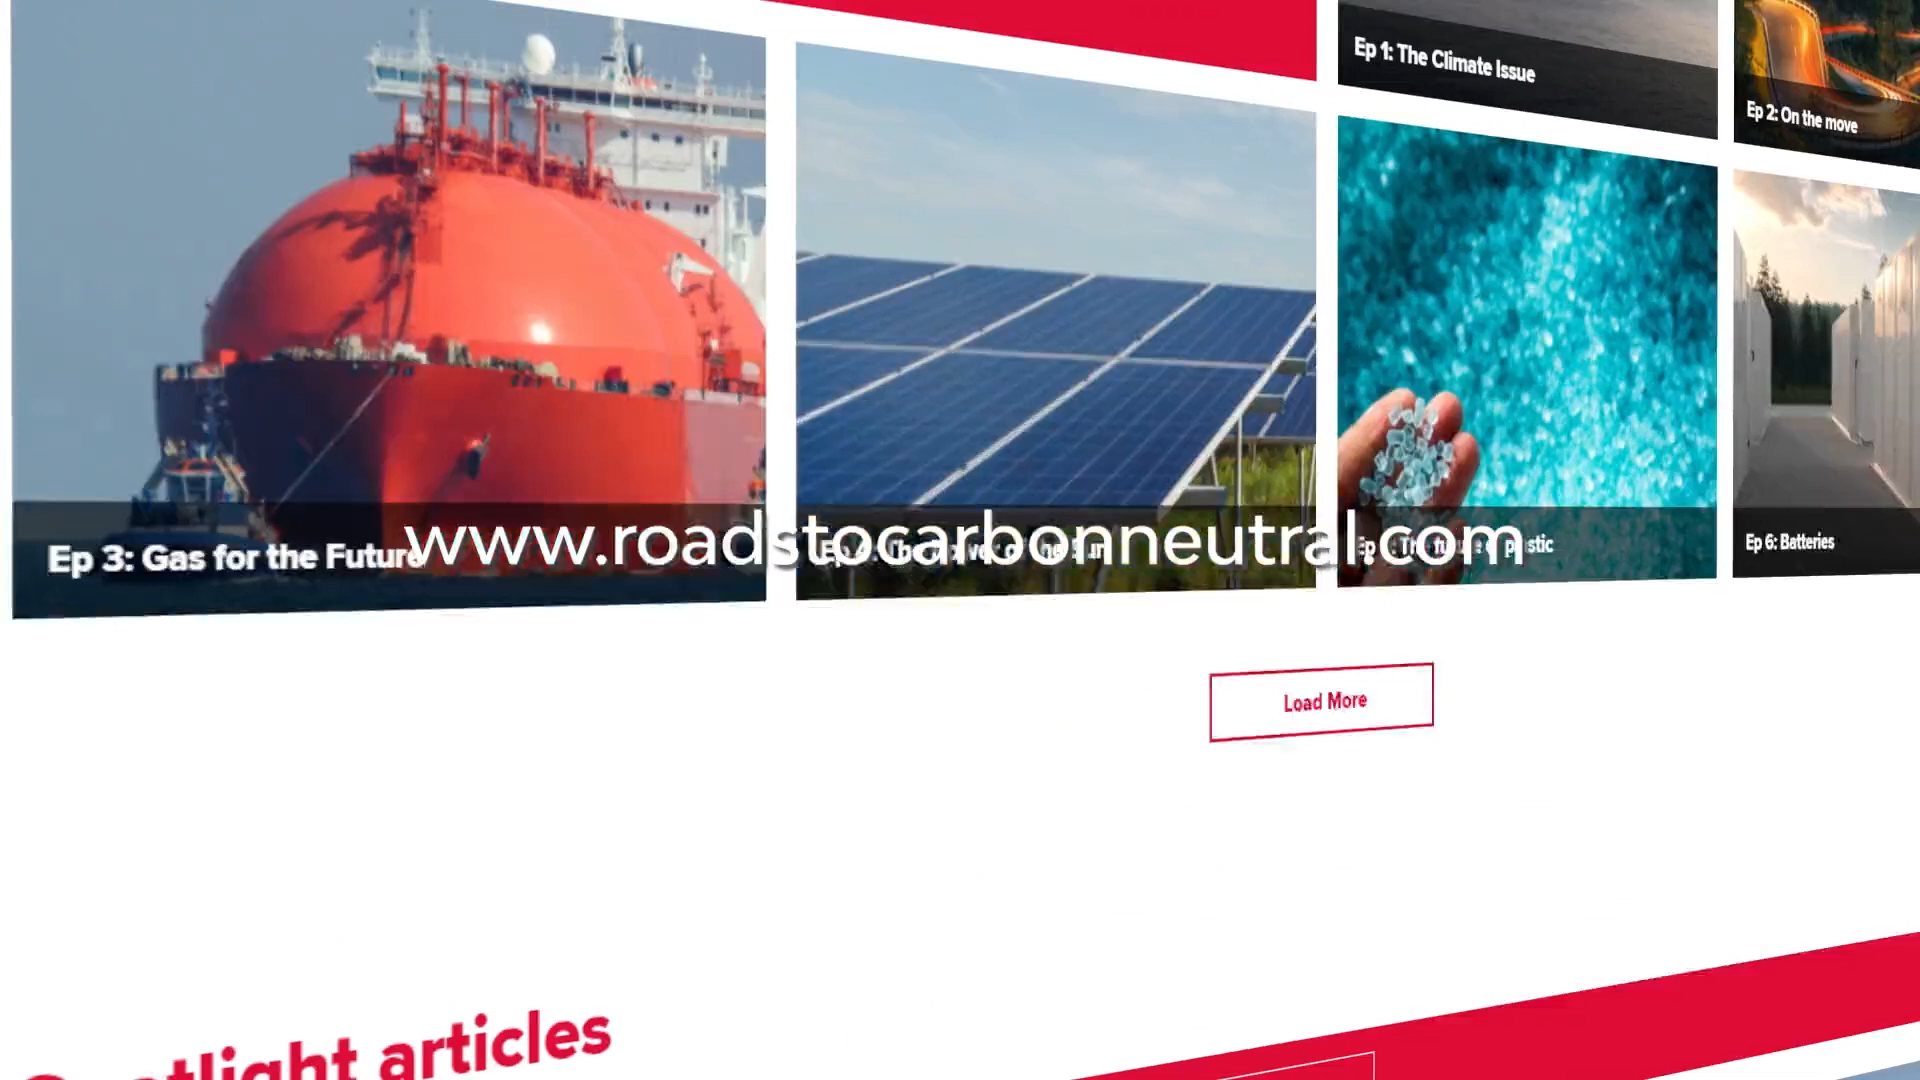 Ep 1: The Climate Issue
Ep 2: On the move
Ep 3: Gas for the Future
www.roadstocarbonneutral.com
Ep 6: Batteries
Load More
Spotlight articles